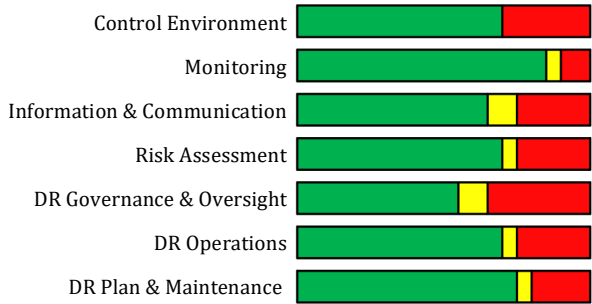 Control Environment
Monitoring
Information & Communication
Risk Assessment
DR Governance & Oversight
DR Operations
DR Plan & Maintenance